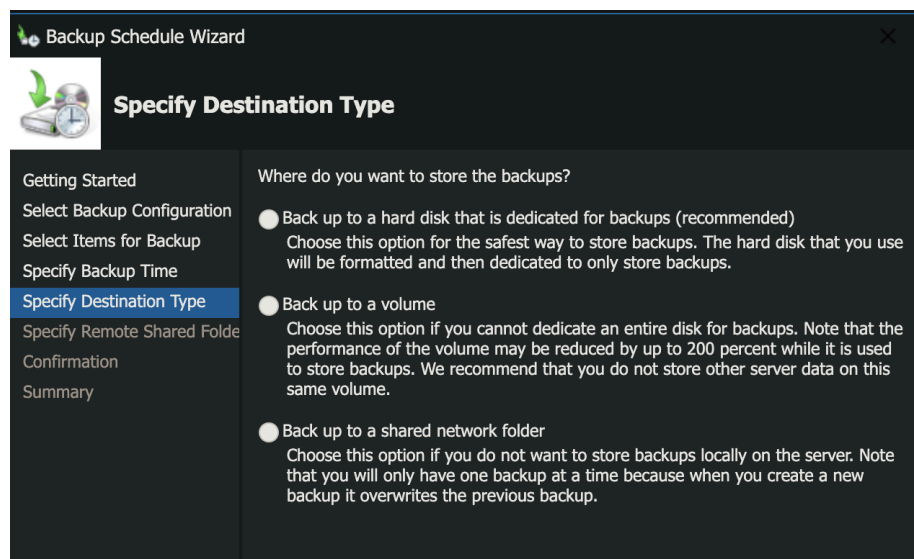 Backup Schedule Wizard
Specify Destination Type
Getting Started
Select Backup Configuration
Select Items for Backup
Specify Backup Time
Specify Destination Type
Specify Remote Shared Folde
Confirmation
Summary
Where do you want to store the backups?
Back up to a hard disk that is dedicated for backups (recommended)
Choose this option for the safest way to store backups. The hard disk that you use
will be formatted and then dedicated to only store backups.
Back up to a volume
Choose this option if you cannot dedicate an entire disk for backups. Note that the
performance of the volume may be reduced by up to 200 percent while it is used
to store backups. We recommend that you do not store other server data on this
same volume.
Back up to a shared network folder
Choose this option if you do not want to store backups locally on the server. Note
that you will only have one backup at a time because when you create a new
backup it overwrites the previous backup.